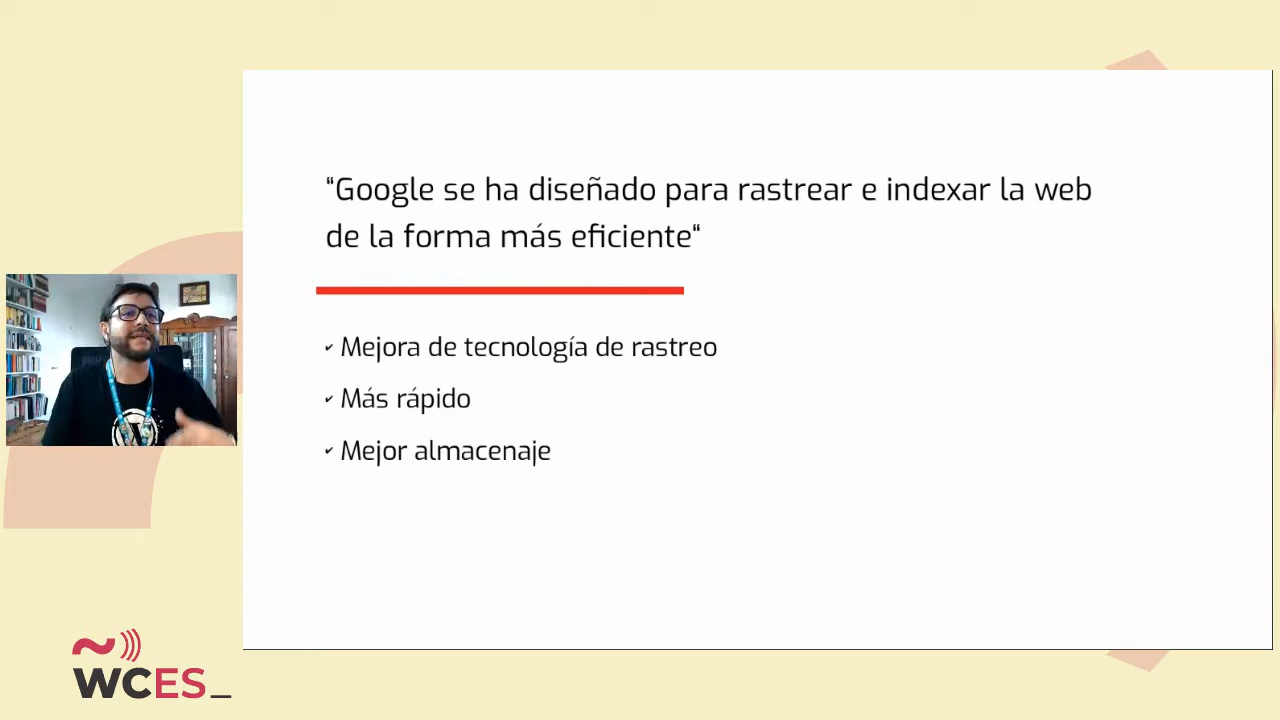 “Google se ha diseñado para rastrear e indexar la web
de la forma más eficiente“
✓ Mejora de tecnología de rastreo
✓ Más rápido
✓ Mejor almacenaje
WCES_